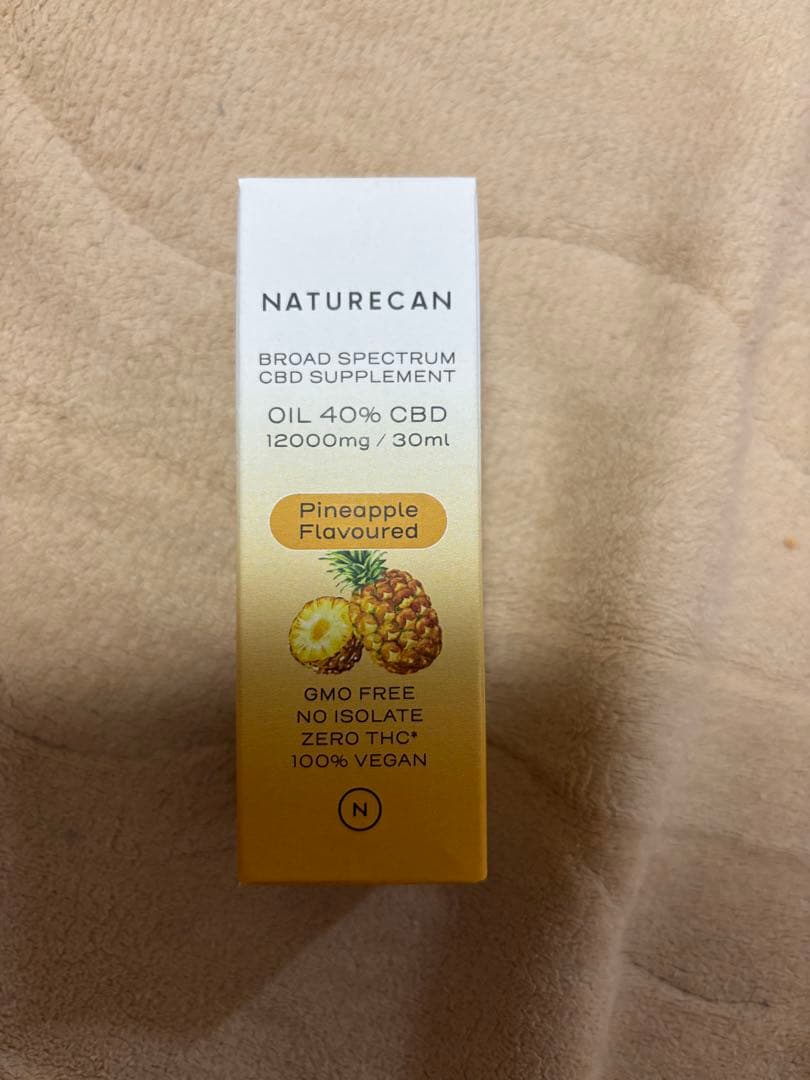 NATURECAN
BROAD SPECTRUM
CBD SUPPLEMENT
OIL 40% CBD
12000mg / 30ml
Pineapple
Flavoured
GMO FREE
NO ISOLATE
ZERO THC*
100% VEGAN
N